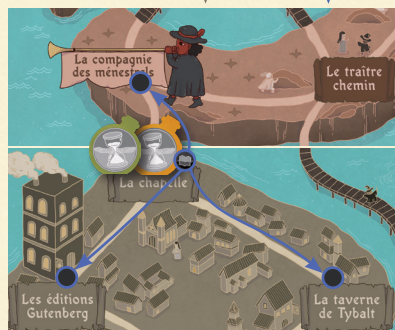 La compagnie
des ménestrels
Le traître
chemin
La chapelle
Les éditions
Gutenberg
La taverne
de Tybalt